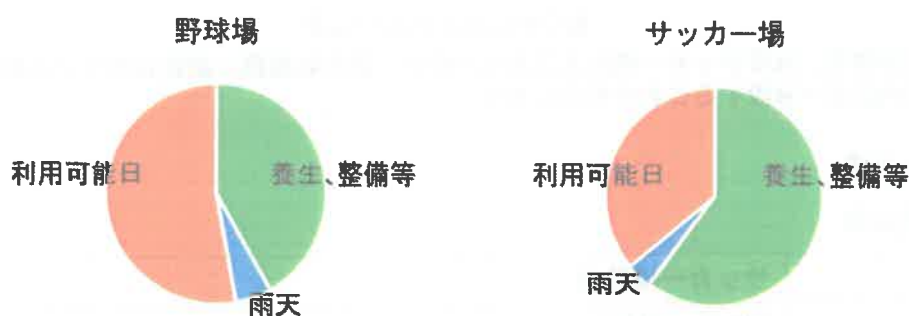 野球場
利用可能日
養生、整備等
雨天
サッカー場
利用可能日
養生、整備等
雨天